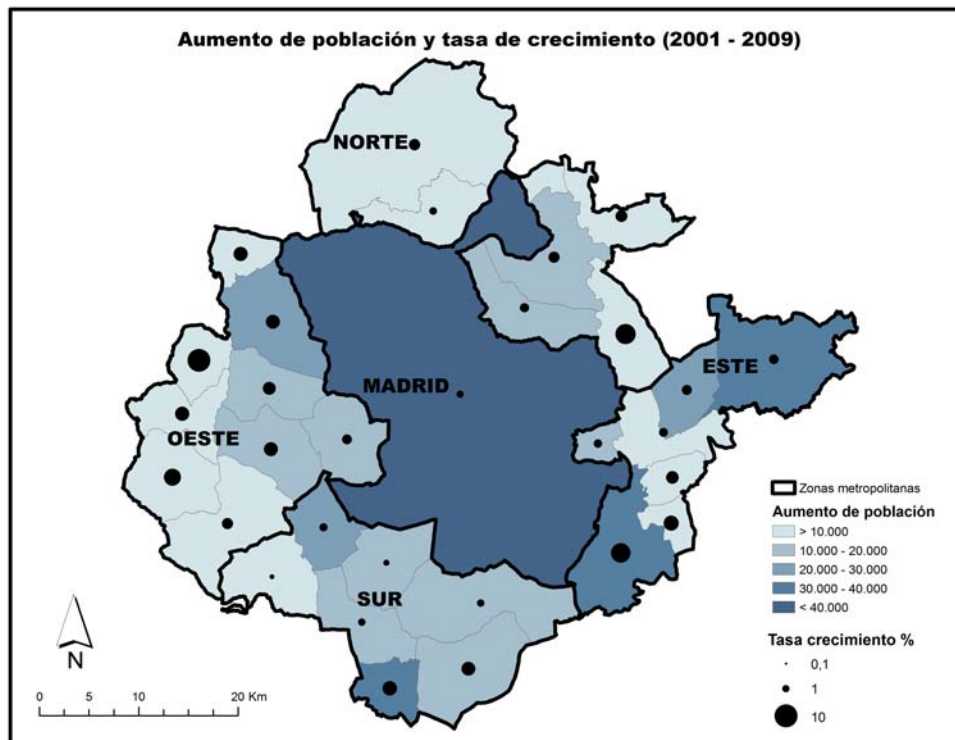 Aumento de población y tasa de crecimiento (2001 - 2009)
NORTE
MADRID
ESTE
OESTE
SUR
Zonas metropolitanas
Aumento de población
> 10.000
10.000 - 20.000
20.000 - 30.000
30.000 - 40.000
< 40.000
Tasa crecimiento %
0,1
1
10
N
0 5 10 20 Km